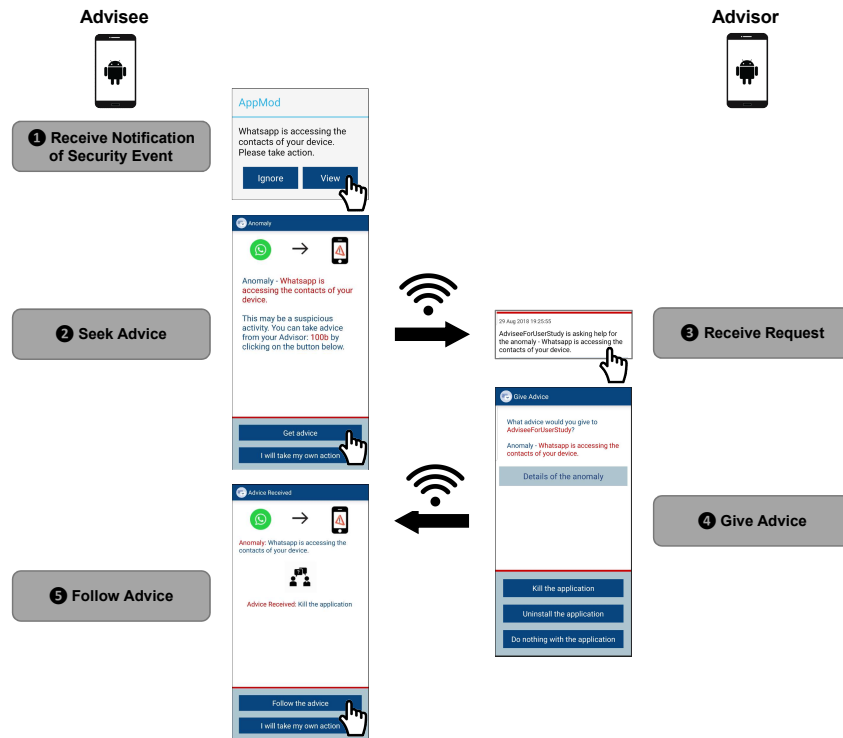 Advisee
Advisor
❶ Receive Notification
of Security Event
AppMod
Whatsapp is accessing the
contacts of your device.
Please take action.
Ignore
View
❷ Seek Advice
Anomaly
Anomaly - Whatsapp is
accessing the contacts of your
device.
This may be a suspicious
activity. You can take advice
from your Advisor: 100b by
clicking on the button below.
Get advice
I will take my own action
29 Aug 2018 19:25:55
AdviseeForUserStudy is asking help for
the anomaly - Whatsapp is accessing the
contacts of your device.
❸ Receive Request
Give Advice
What advice would you give to
AdviseeForUserStudy?
Anomaly - Whatsapp is accessing the
contacts of your device.
Details of the anomaly
Kill the application
Uninstall the application
Do nothing with the application
❹ Give Advice
❺ Follow Advice
Advice Received
Anomaly: Whatsapp is accessing the
contacts of your device.
Advice Received: Kill the application
Follow the advice
I will take my own action